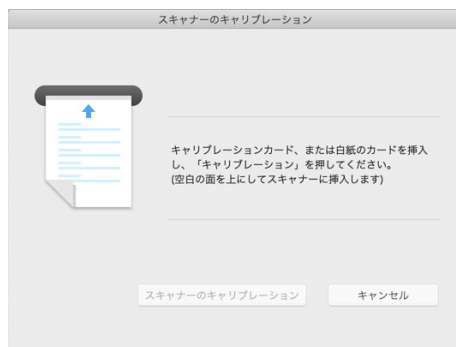 スキャナーのキャリブレーション
キャリブレーションカード、または白紙のカードを挿入
し、「キャリブレーション」を押してください。
(空白の面を上にしてスキャナーに挿入します)
スキャナーのキャリブレーション
キャンセル